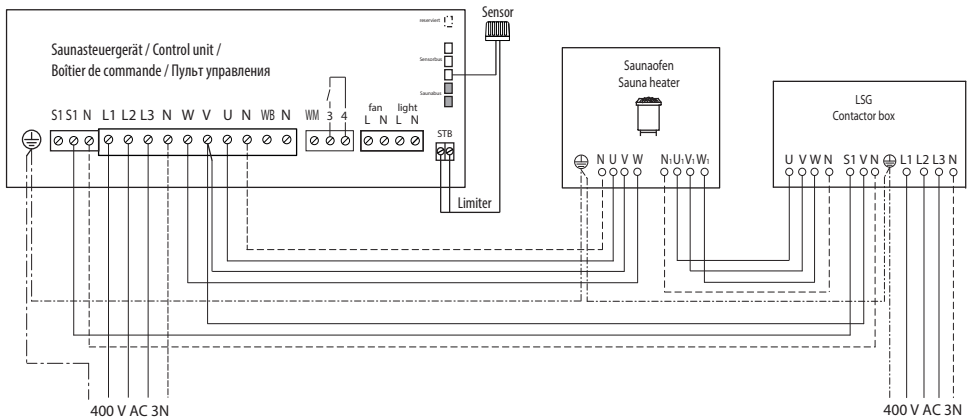 reserviert
Sensor
Saunasteuergerät / Control unit /
Boîtier de commande / Пульт управления
Sensorbus
Saunabus
S1 S1 N L1 L2 L3 N W V U N WB N WM 3 4
fan light
L N L N
STB
Limiter
Saunaofen
Sauna heater
N U V W N1 U1 V1 W1
LSG
Contactor box
U V W N S1 V N L1 L2 L3 N
400 V AC 3N
400 V AC 3N